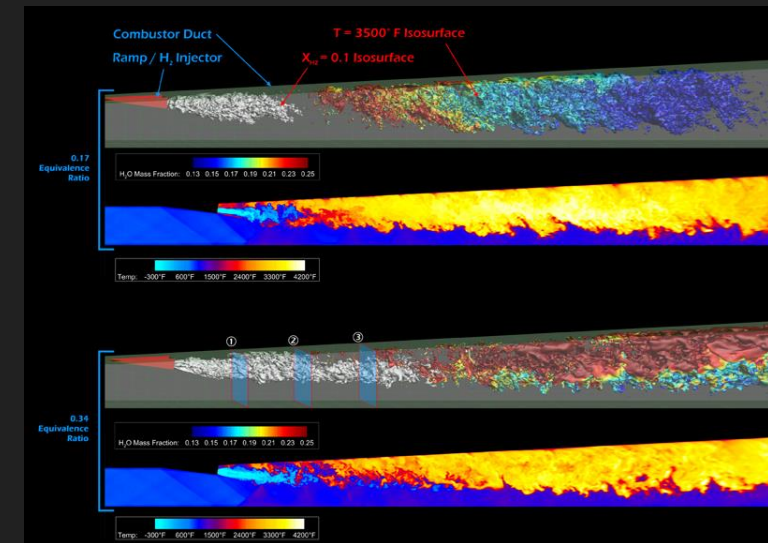 Combustor Duct
T = 3500° F Isosurface
Ramp / H₂ Injector
X_H2 = 0.1 Isosurface
0.17
Equivalence
Ratio
H₂O Mass Fraction: 0.13 0.15 0.17 0.19 0.21 0.23 0.25
Temp: -300°F 600°F 1500°F 2400°F 3300°F 4200°F
① ② ③
0.34
Equivalence
Ratio
H₂O Mass Fraction: 0.13 0.15 0.17 0.19 0.21 0.23 0.25
Temp: -300°F 600°F 1500°F 2400°F 3300°F 4200°F